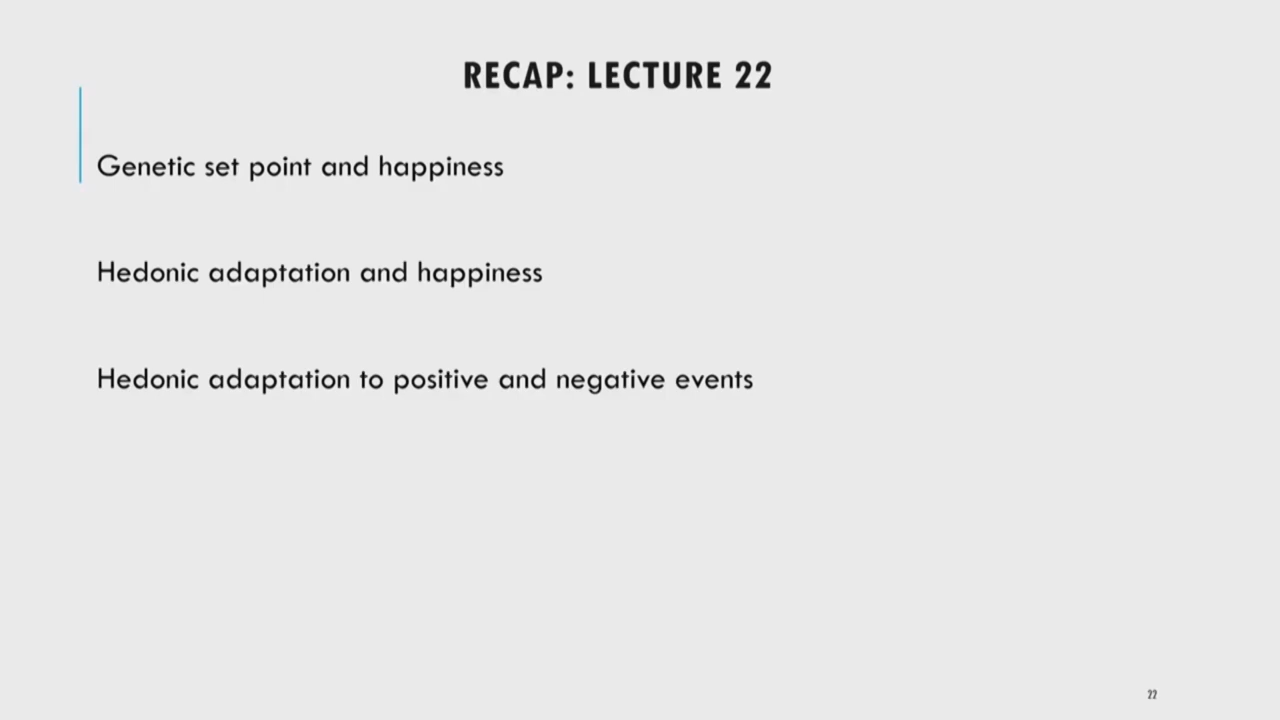 RECAP: LECTURE 22
Genetic set point and happiness
Hedonic adaptation and happiness
Hedonic adaptation to positive and negative events
22